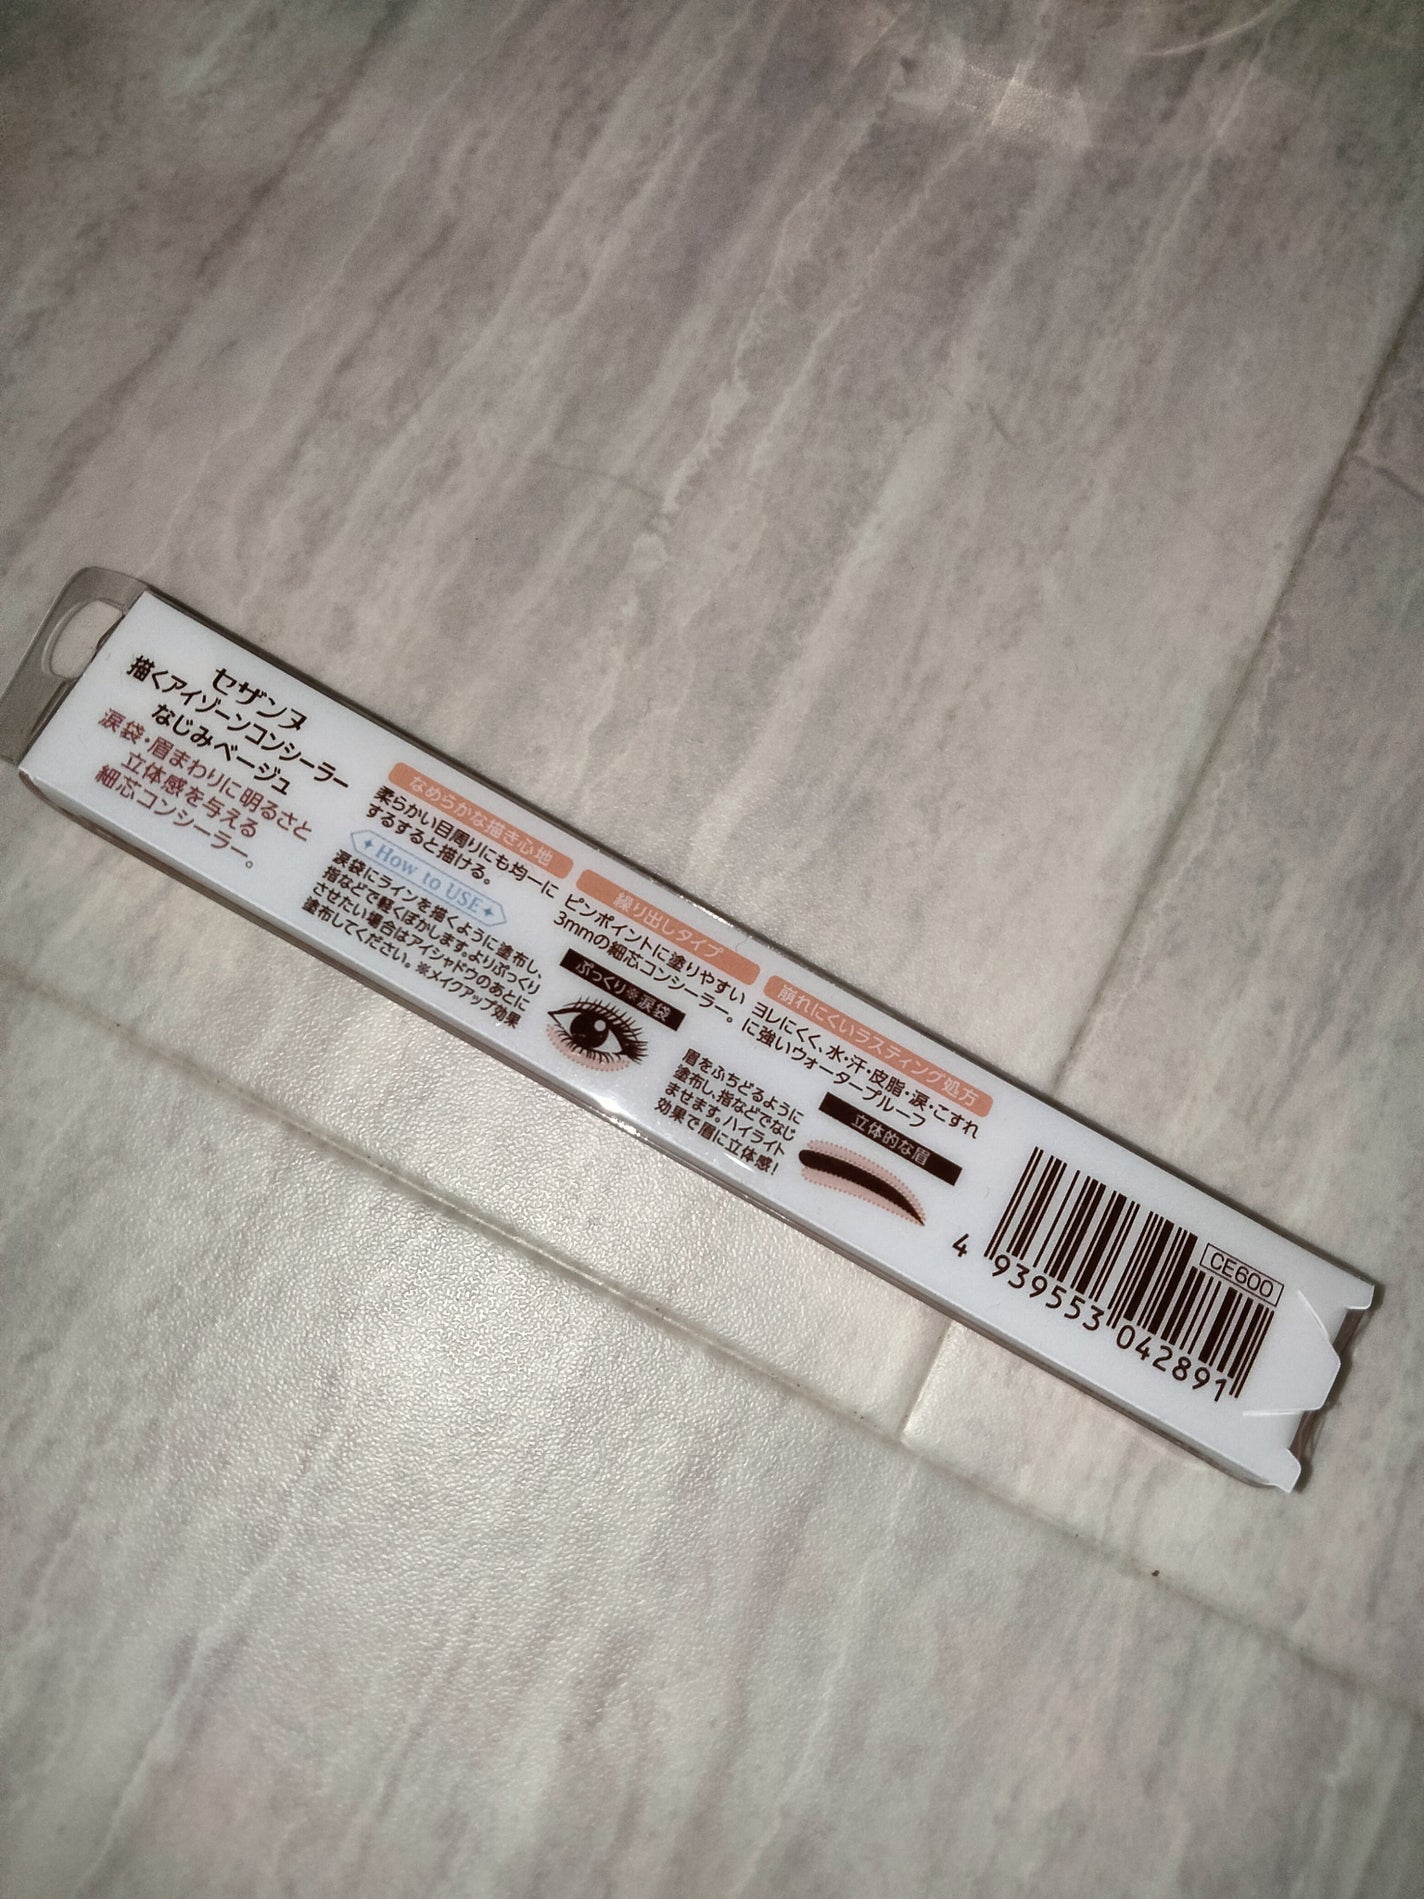 セザンヌ
描くアイゾーンコンシーラー
なじみベージュ
涙袋・眉まわりに明るさと
立体感を与える
細芯コンシーラー。
なめらかな描き心地
柔らかい目周りにも均一に
するすると描ける。
繰り出しタイプ
ピンポイントに塗りやすい
3mmの細芯コンシーラー。
崩れにくいラスティング処方
ヨレにくく、水・汗・皮脂・涙・こすれ
に強いウォータープルーフ
How to USE
涙袋にラインを描くように塗布し、
指などで軽くぼかします。よりぷっくり
させたい場合はアイシャドウのあとに
塗布してください。※メイクアップ効果
ぷっくり※涙袋
眉をふちどるように
塗布し、指などでなじ
ませます。ハイライト
効果で眉に立体感!
立体的な眉
CE600
4 939553 042891